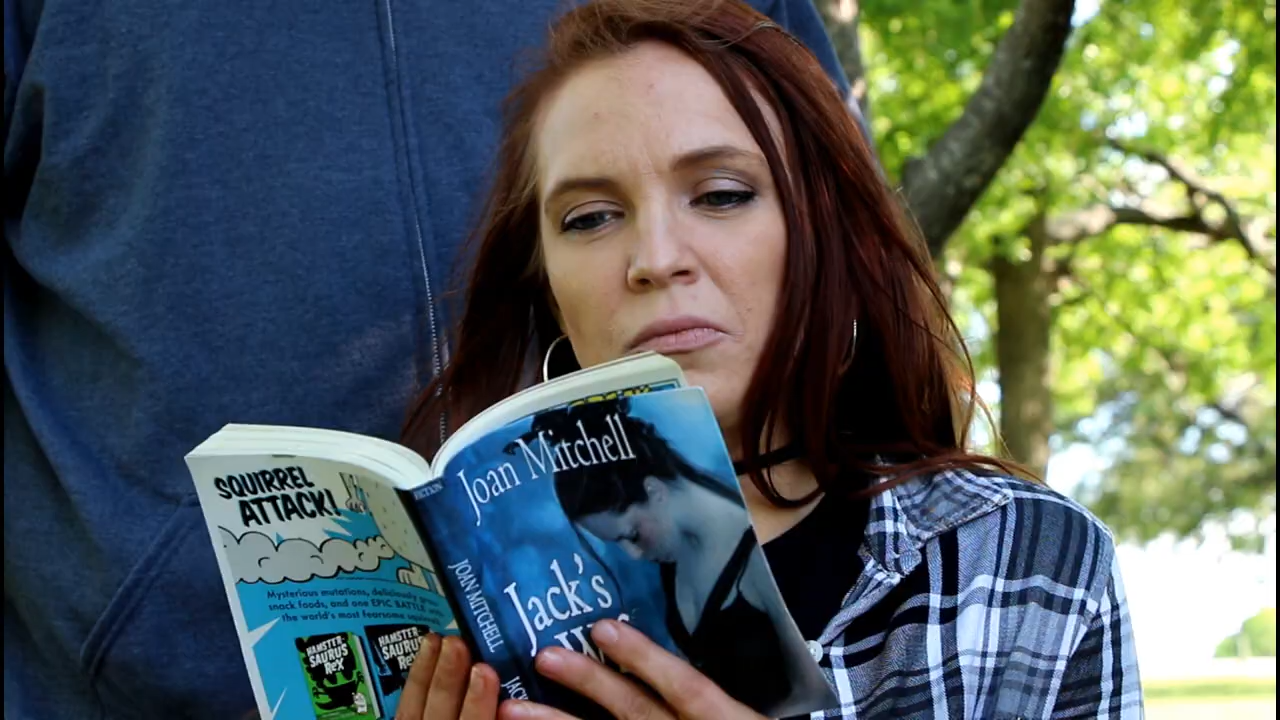 SQUIRREL
ATTACK!
Mysterious mutations, deliciously
snack foods, and one EPIC BATTLE
the world's most fearsome
HAMSTER-
SAURUS
REX
HAMSTER-
SAURUS
REX
FICTION
JOAN MITCHELL
Joan Mitchell
Jack's